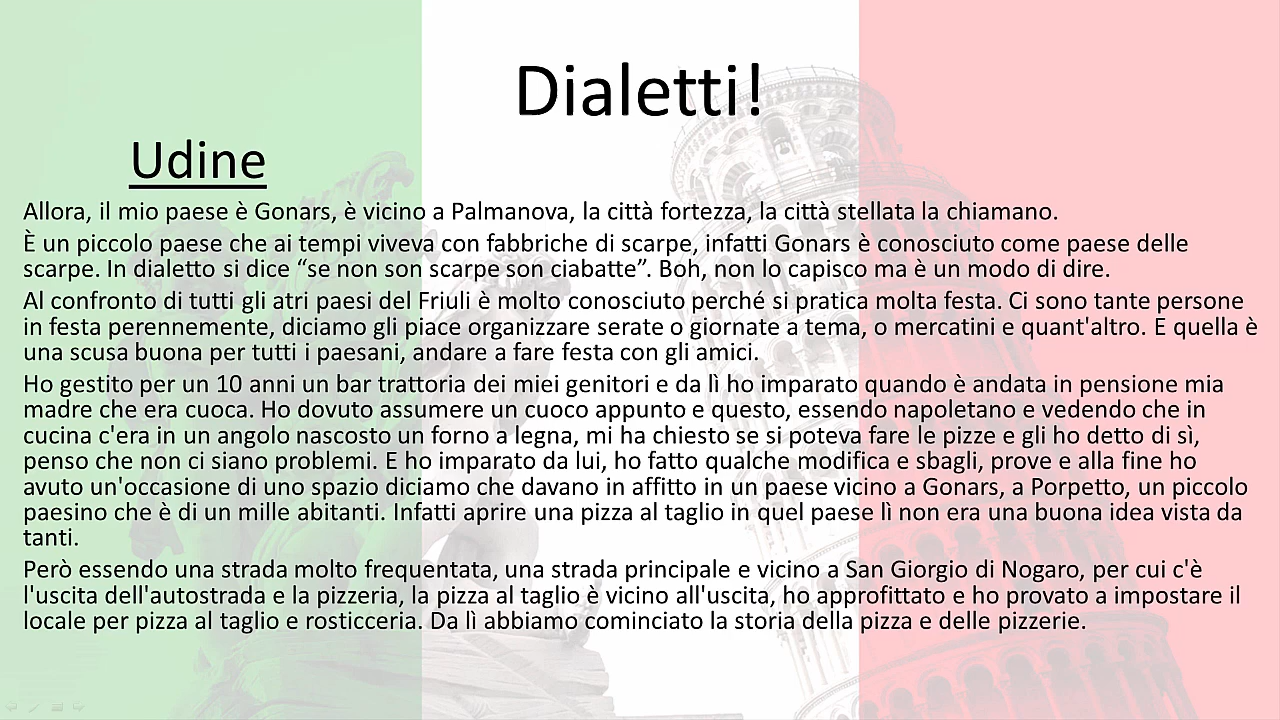 Dialetti!
Udine
Allora, il mio paese è Gonars, è vicino a Palmanova, la città fortezza, la città stellata la chiamano.
È un piccolo paese che ai tempi viveva con fabbriche di scarpe, infatti Gonars è conosciuto come paese delle
scarpe. In dialetto si dice “se non son scarpe son ciabatte”. Boh, non lo capisco ma è un modo di dire.
Al confronto di tutti gli atri paesi del Friuli è molto conosciuto perché si pratica molta festa. Ci sono tante persone
in festa perennemente, diciamo gli piace organizzare serate o giornate a tema, o mercatini e quant'altro. E quella è
una scusa buona per tutti i paesani, andare a fare festa con gli amici.
Ho gestito per un 10 anni un bar trattoria dei miei genitori e da lì ho imparato quando è andata in pensione mia
madre che era cuoca. Ho dovuto assumere un cuoco appunto e questo, essendo napoletano e vedendo che in
cucina c'era in un angolo nascosto un forno a legna, mi ha chiesto se si poteva fare le pizze e gli ho detto di sì,
penso che non ci siano problemi. E ho imparato da lui, ho fatto qualche modifica e sbagli, prove e alla fine ho
avuto un'occasione di uno spazio diciamo che davano in affitto in un paese vicino a Gonars, a Porpetto, un piccolo
paesino che è di un mille abitanti. Infatti aprire una pizza al taglio in quel paese lì non era una buona idea vista da
tanti.
Però essendo una strada molto frequentata, una strada principale e vicino a San Giorgio di Nogaro, per cui c'è
l'uscita dell'autostrada e la pizzeria, la pizza al taglio è vicino all'uscita, ho approfittato e ho provato a impostare il
locale per pizza al taglio e rosticceria. Da lì abbiamo cominciato la storia della pizza e delle pizzerie.